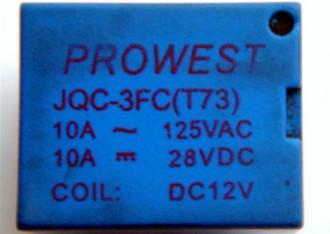 PROWEST
JQC-3FC(T73)
10A ~ 125VAC
10A ⎓ 28VDC
COIL: DC12V